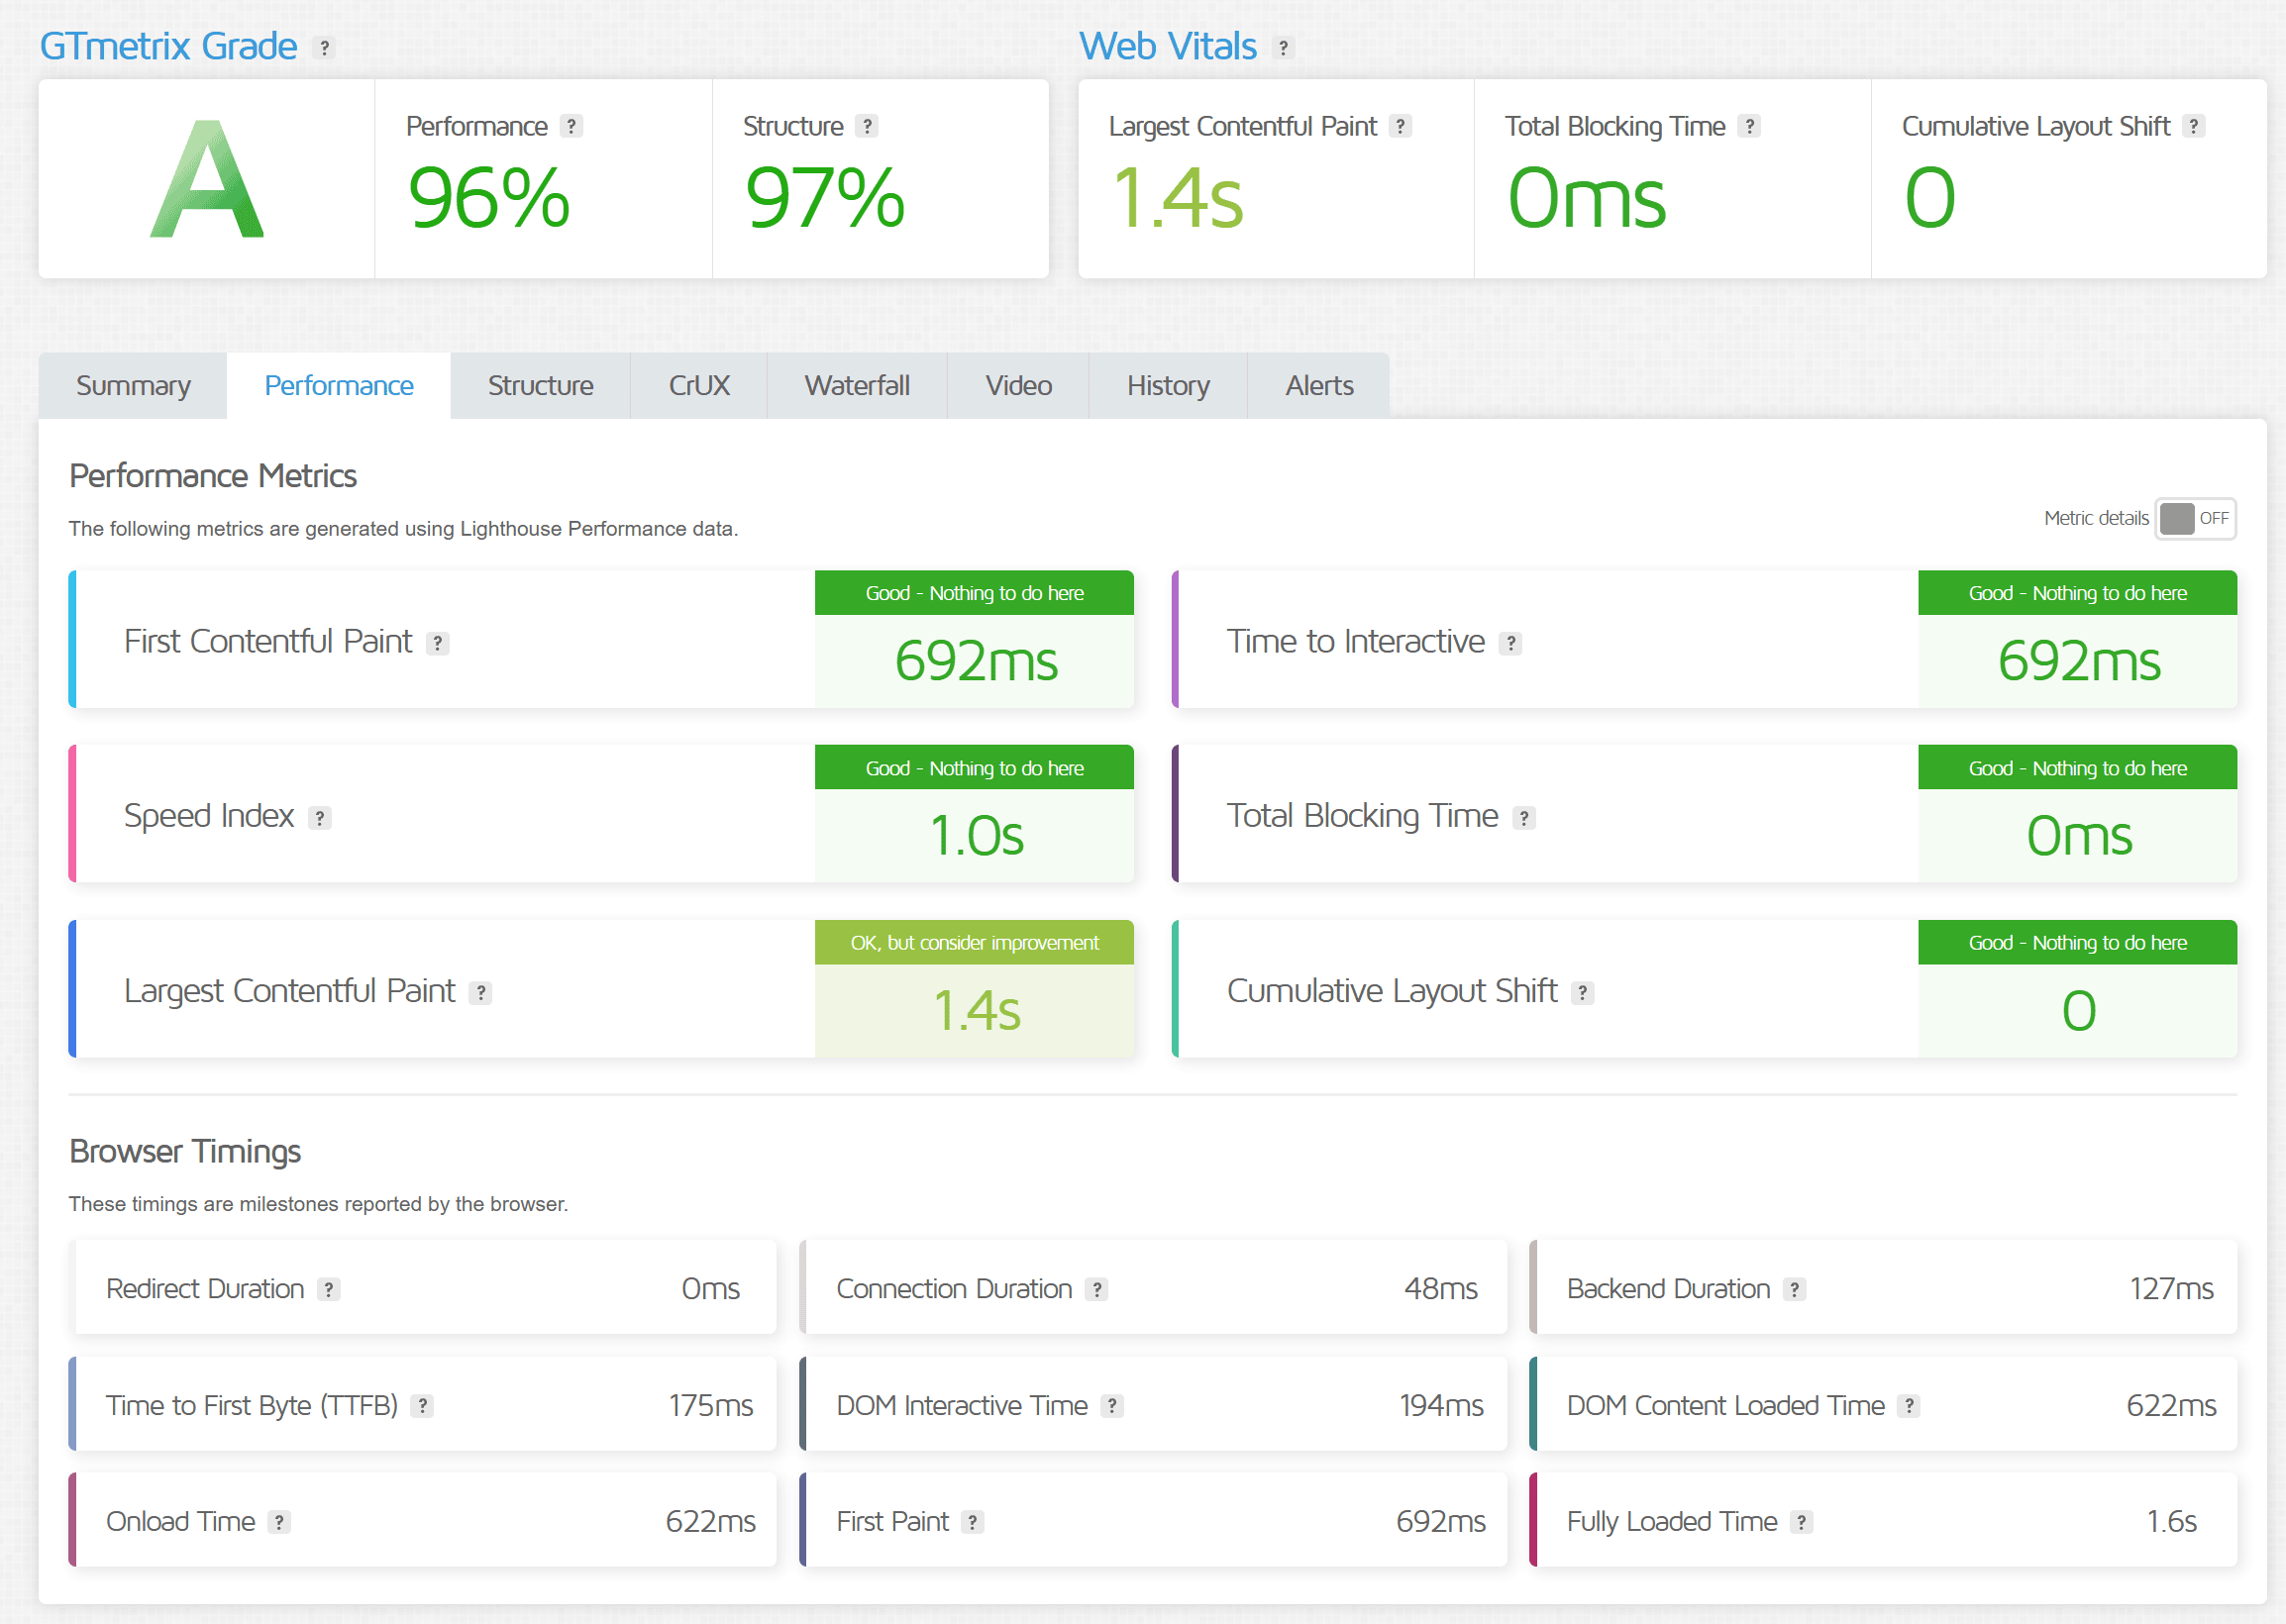 GTmetrix Grade ?
Web Vitals ?
A
Performance ?
96%
Structure ?
97%
Largest Contentful Paint ?
1.4s
Total Blocking Time ?
0ms
Cumulative Layout Shift ?
0
Summary
Performance
Structure
CrUX
Waterfall
Video
History
Alerts
Performance Metrics
The following metrics are generated using Lighthouse Performance data.
Metric details OFF
First Contentful Paint ?
Good - Nothing to do here
692ms
Time to Interactive ?
Good - Nothing to do here
692ms
Speed Index ?
Good - Nothing to do here
1.0s
Total Blocking Time ?
Good - Nothing to do here
0ms
Largest Contentful Paint ?
OK, but consider improvement
1.4s
Cumulative Layout Shift ?
Good - Nothing to do here
0
Browser Timings
These timings are milestones reported by the browser.
Redirect Duration ? 0ms
Connection Duration ? 48ms
Backend Duration ? 127ms
Time to First Byte (TTFB) ? 175ms
DOM Interactive Time ? 194ms
DOM Content Loaded Time ? 622ms
Onload Time ? 622ms
First Paint ? 692ms
Fully Loaded Time ? 1.6s